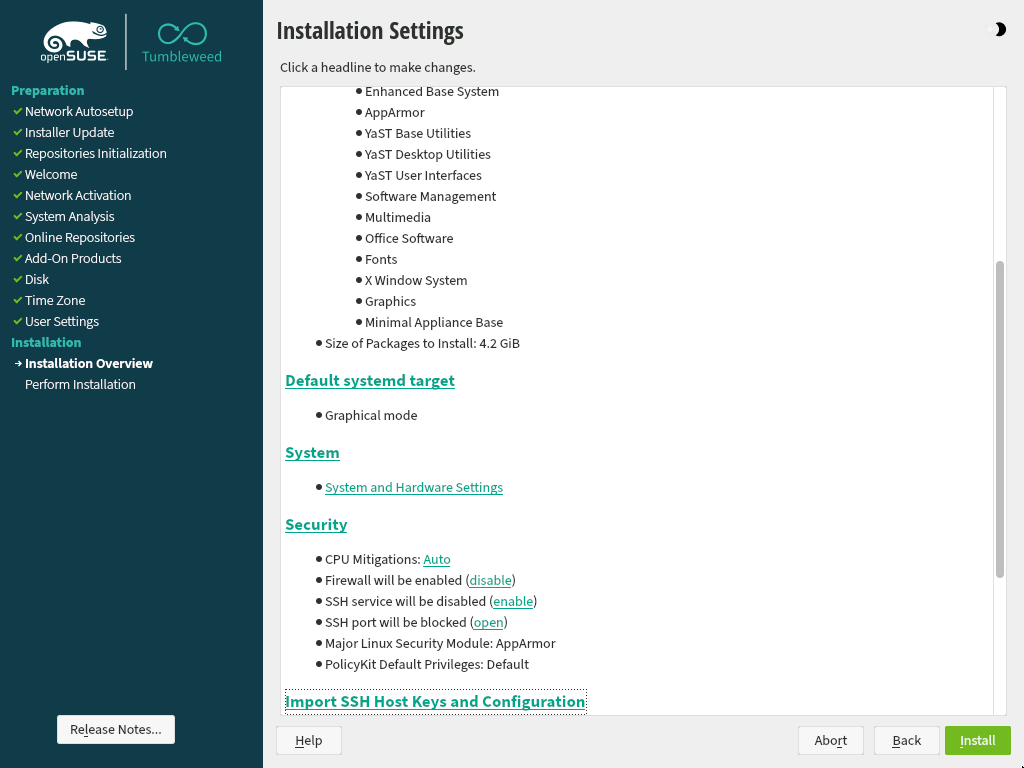 openSUSE
Tumbleweed
Preparation
Network Autosetup
Installer Update
Repositories Initialization
Welcome
Network Activation
System Analysis
Online Repositories
Add-On Products
Disk
Time Zone
User Settings
Installation
Installation Overview
Perform Installation
Release Notes...
Installation Settings
Click a headline to make changes.
Enhanced Base System
AppArmor
YaST Base Utilities
YaST Desktop Utilities
YaST User Interfaces
Software Management
Multimedia
Office Software
Fonts
X Window System
Graphics
Minimal Appliance Base
Size of Packages to Install: 4.2 GiB
Default systemd target
Graphical mode
System
System and Hardware Settings
Security
CPU Mitigations: Auto
Firewall will be enabled (disable)
SSH service will be disabled (enable)
SSH port will be blocked (open)
Major Linux Security Module: AppArmor
PolicyKit Default Privileges: Default
Import SSH Host Keys and Configuration
Help
Abort
Back
Install